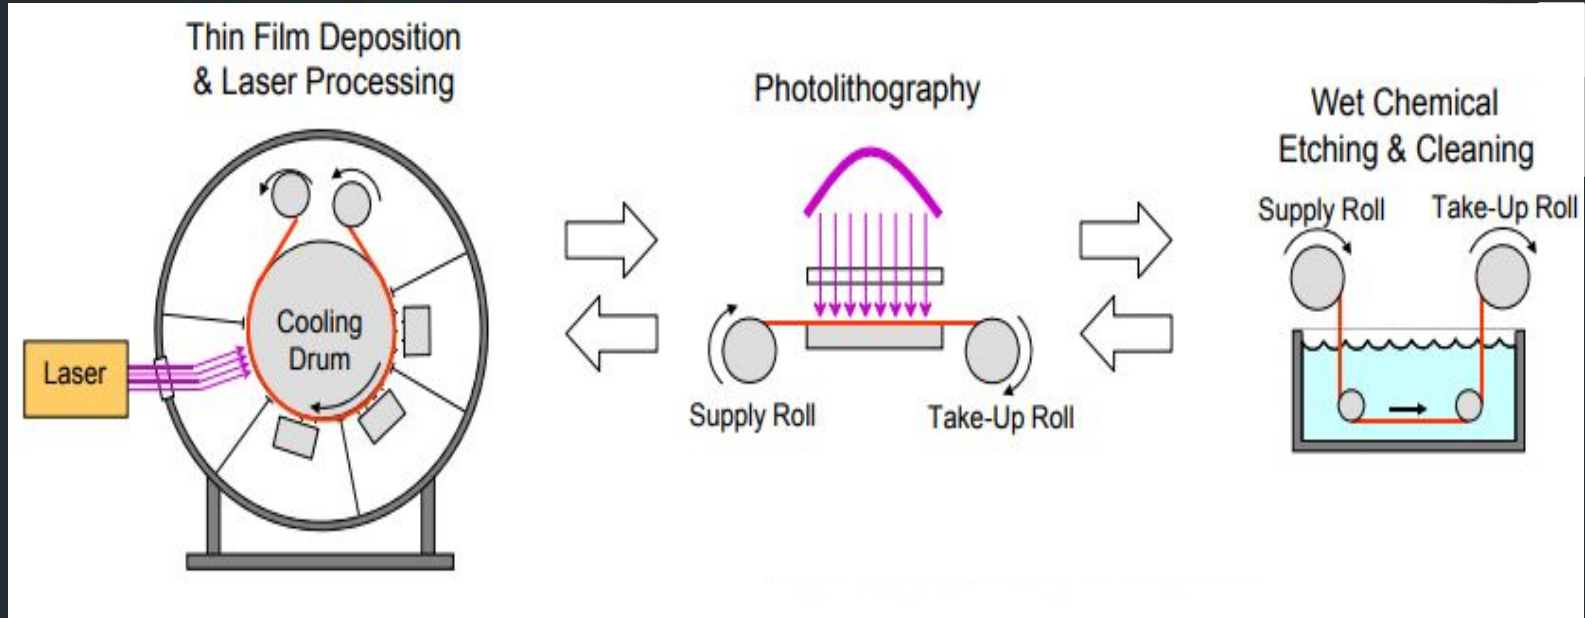 Thin Film Deposition
& Laser Processing
Cooling
Drum
Laser
Photolithography
Supply Roll
Take-Up Roll
Wet Chemical
Etching & Cleaning
Supply Roll
Take-Up Roll